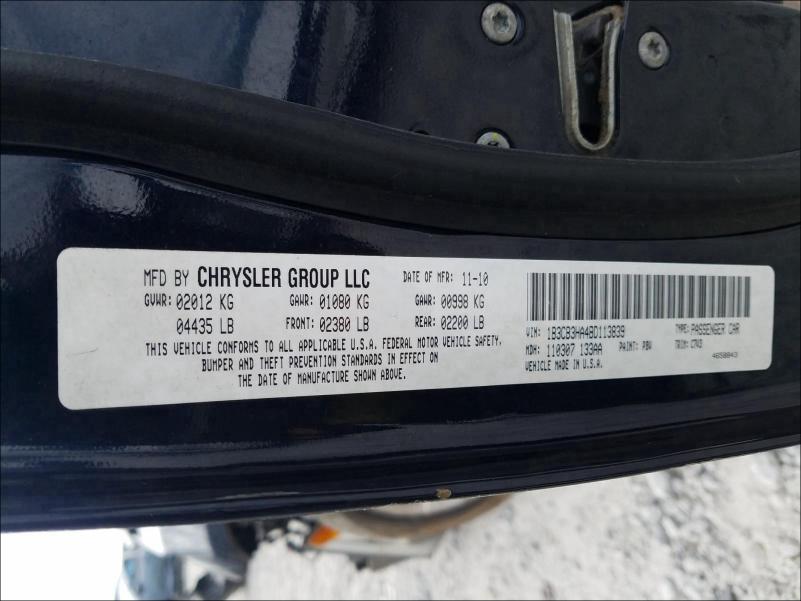 MFD BY CHRYSLER GROUP LLC DATE OF MFR: 11-10
GVWR: 02012 KG GAWR: 01080 KG GAWR: 00998 KG
04435 LB FRONT: 02380 LB REAR: 02200 LB
THIS VEHICLE CONFORMS TO ALL APPLICABLE U.S.A. FEDERAL MOTOR VEHICLE SAFETY,
BUMPER AND THEFT PREVENTION STANDARDS IN EFFECT ON
THE DATE OF MANUFACTURE SHOWN ABOVE.
VIN: 1B3CB3HA4BD113839 TYPE: PASSENGER CAR
MDH: 110307 133AA PAINT: PBV TRIM: C7K9
VEHICLE MADE IN U.S.A.